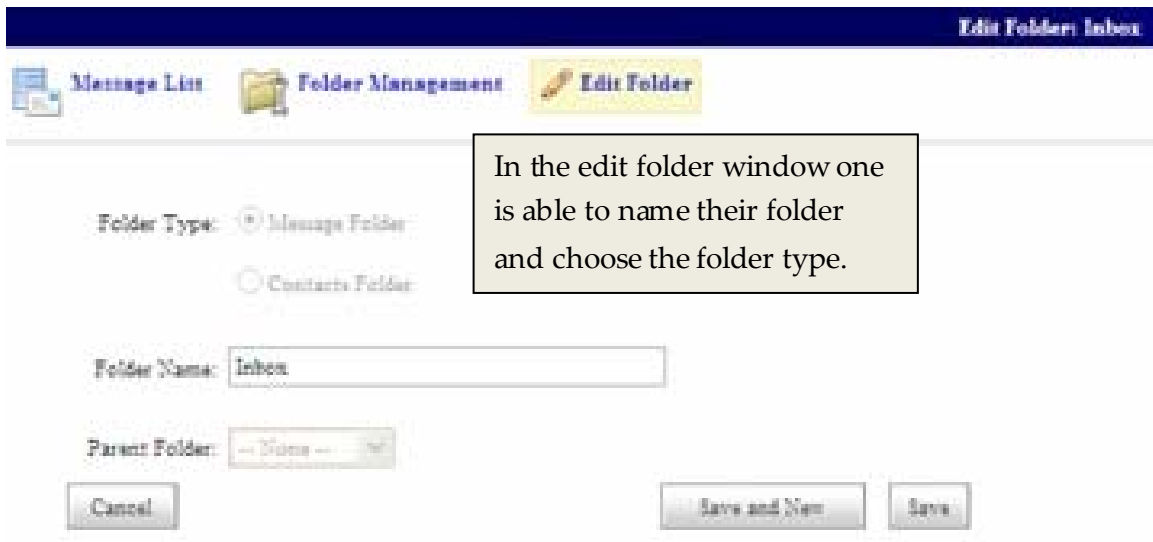 Edit Folder: Inbox
Message List Folder Management Edit Folder
In the edit folder window one
is able to name their folder
and choose the folder type.
Folder Type: Message Folder
Contacts Folder
Folder Name: Inbox
Parent Folder: -- None --
Cancel Save and New Save